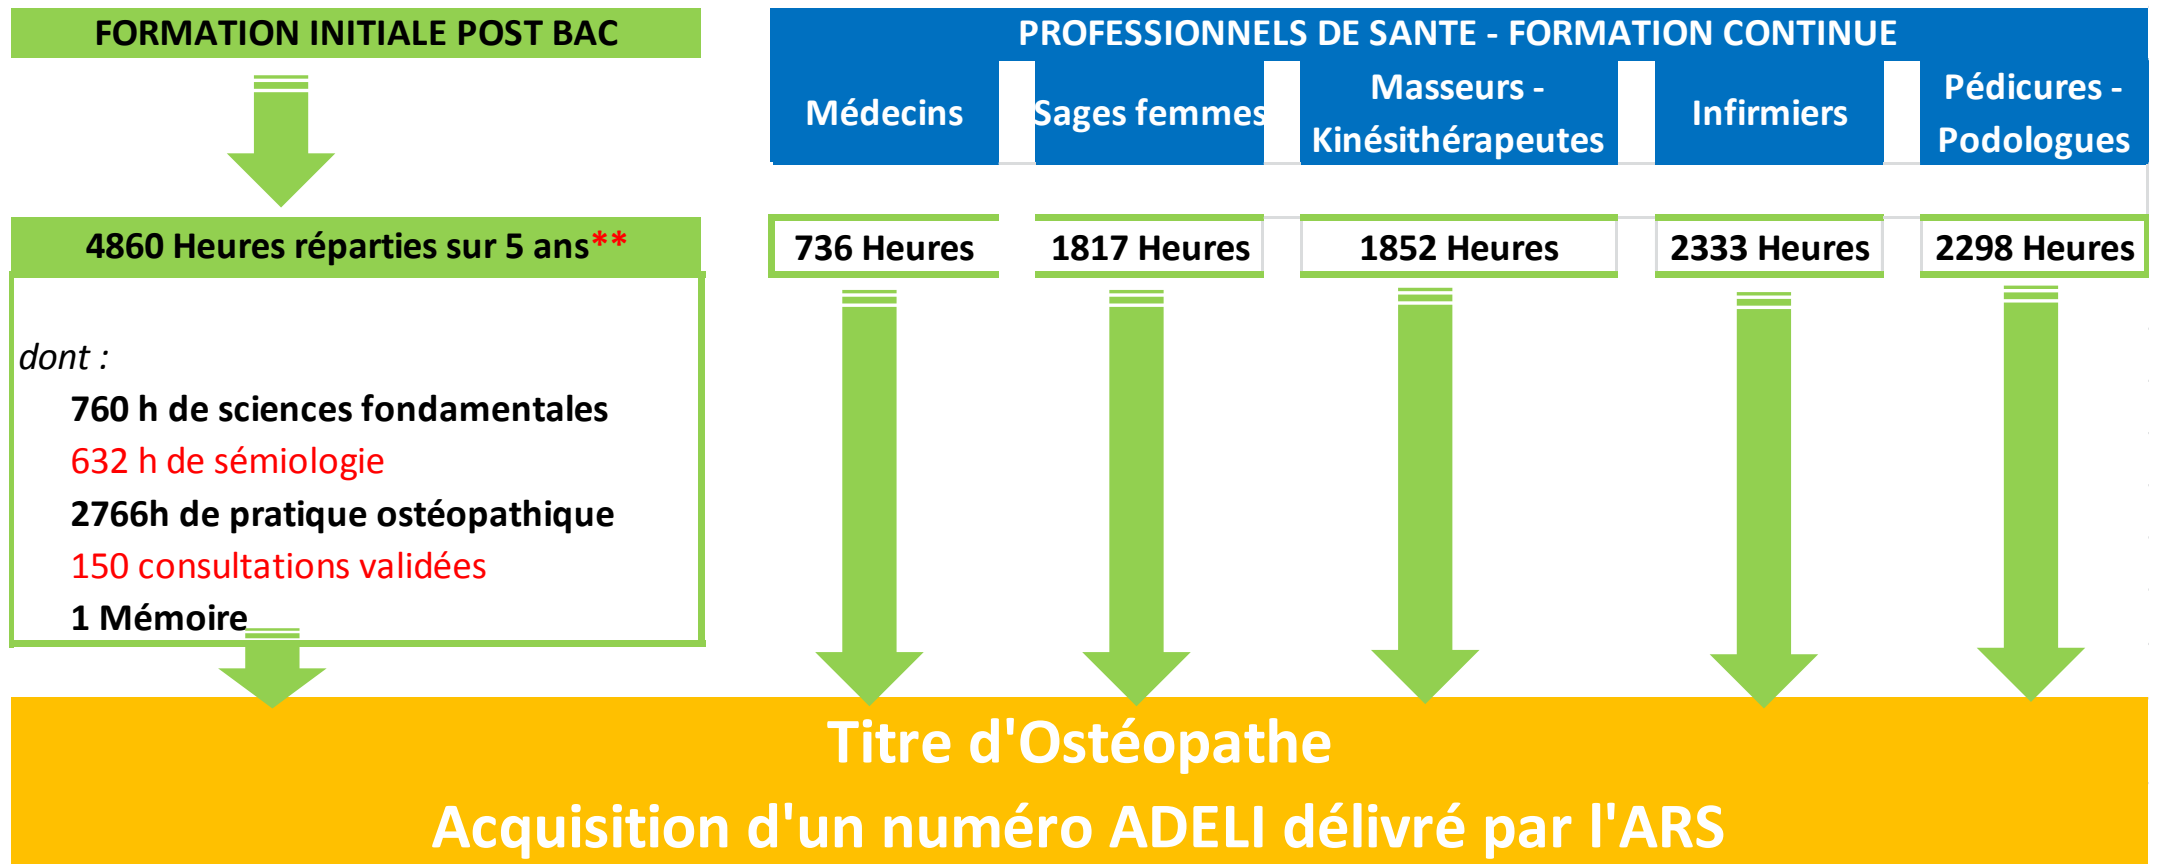 FORMATION INITIALE POST BAC
4860 Heures réparties sur 5 ans**
dont :
760 h de sciences fondamentales
632 h de sémiologie
2766h de pratique ostéopathique
150 consultations validées
1 Mémoire
PROFESSIONNELS DE SANTE - FORMATION CONTINUE
Médecins
Sages femmes
Masseurs -
Kinésithérapeutes
Infirmiers
Pédicures -
Podologues
736 Heures
1817 Heures
1852 Heures
2333 Heures
2298 Heures
Titre d'Ostéopathe
Acquisition d'un numéro ADELI délivré par l'ARS